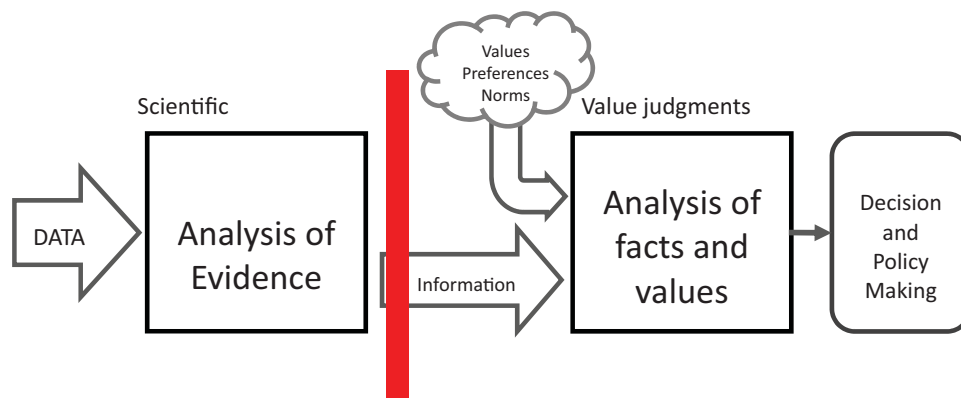 Values
Preferences
Norms
Scientific
Value judgments
DATA
Analysis of
Evidence
Information
Analysis of
facts and
values
Decision
and
Policy
Making